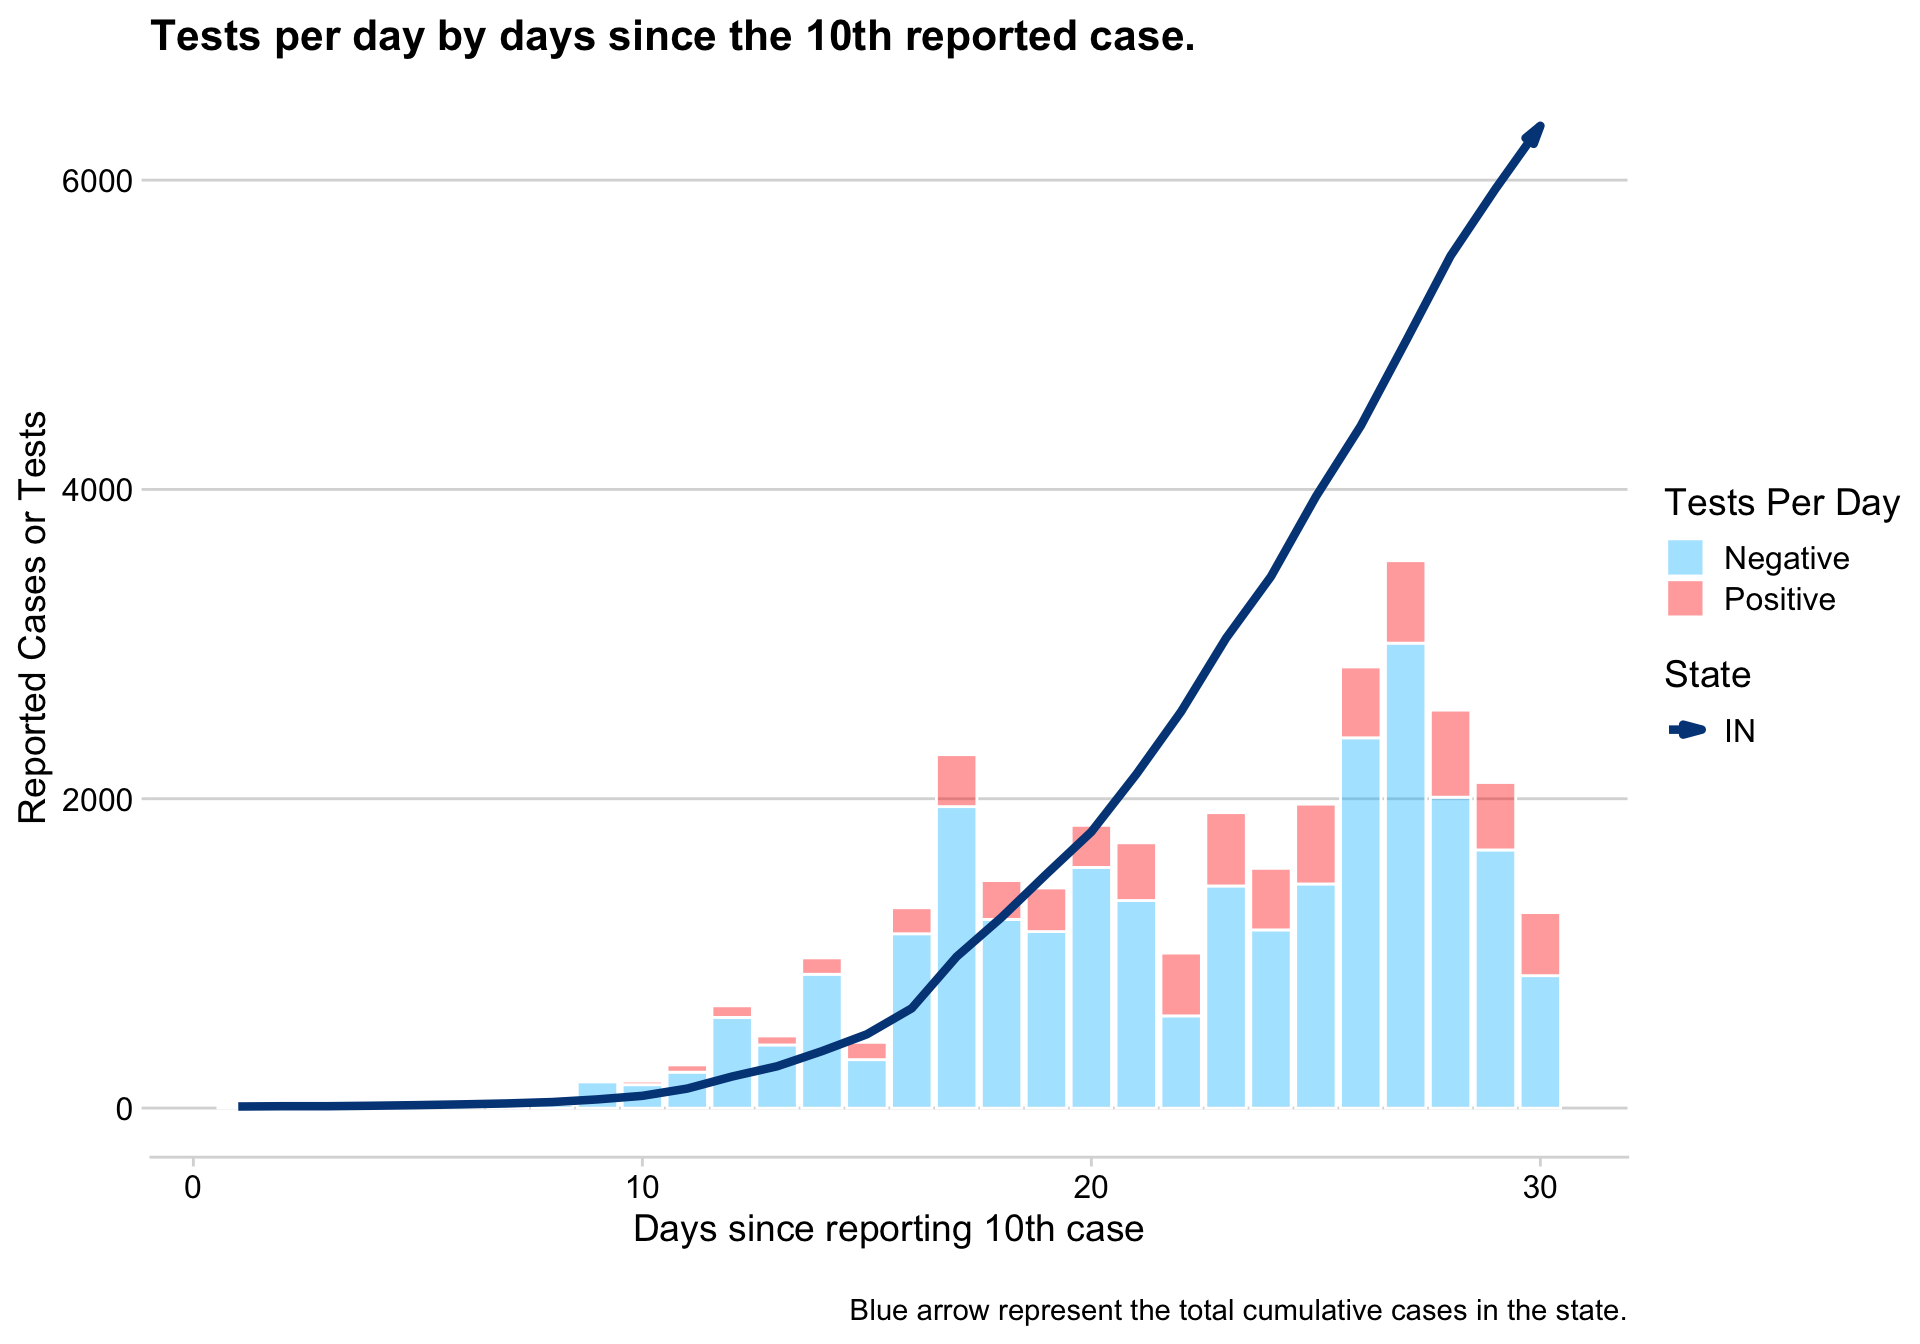 Tests per day by days since the 10th reported case.
Reported Cases or Tests
6000
4000
2000
0
0
10
20
30
Days since reporting 10th case
Tests Per Day
Negative
Positive
State
IN
Blue arrow represent the total cumulative cases in the state.